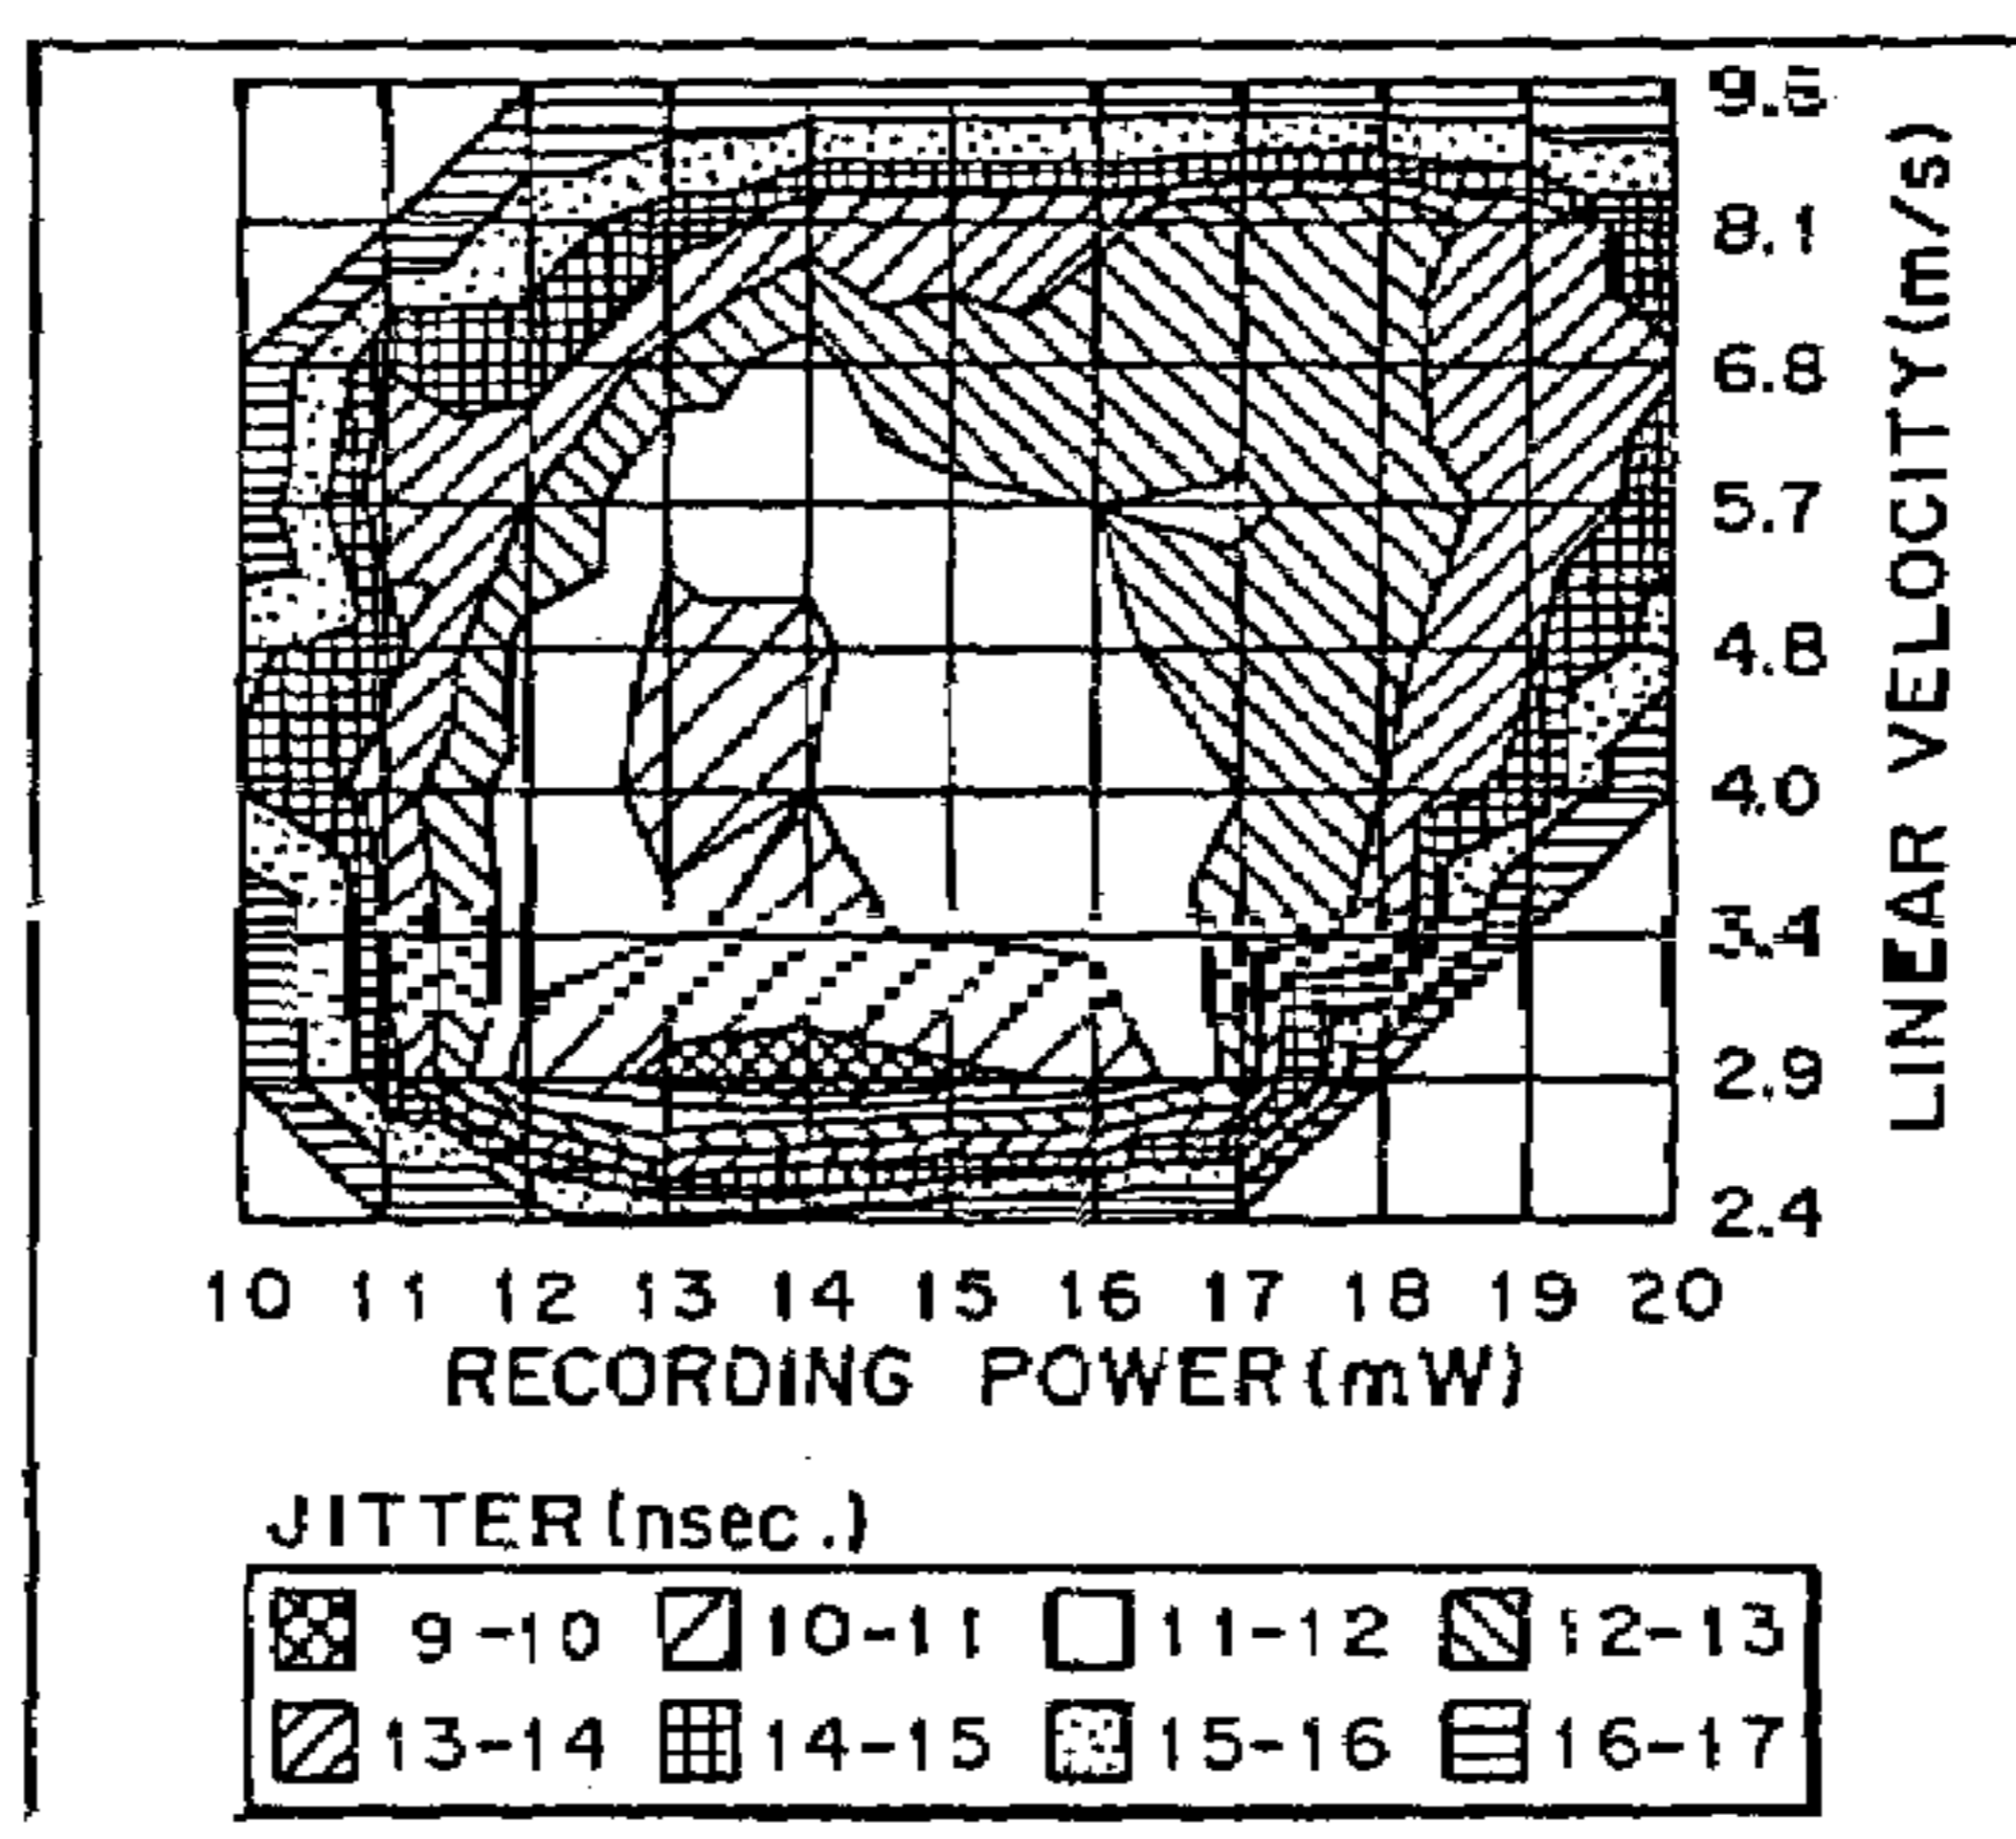 9.5
8.1
6.8
5.7
4.8
4.0
3.4
2.9
2.4
LINEAR VELOCITY(m/s)
10 11 12 13 14 15 16 17 18 19 20
RECORDING POWER(mW)
JITTER(nsec.)
9-10 10-11 11-12 12-13
13-14 14-15 15-16 16-17